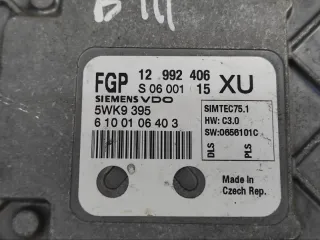 B III
FGP 12 992 406 XU
S 06 001 15
SIEMENS VDO
5WK9 395
6 10 01 06 40 3
SIMTEC75.1
HW: C3.0
SW:0656101C
DLS
PLS
Made in
Czech Rep.